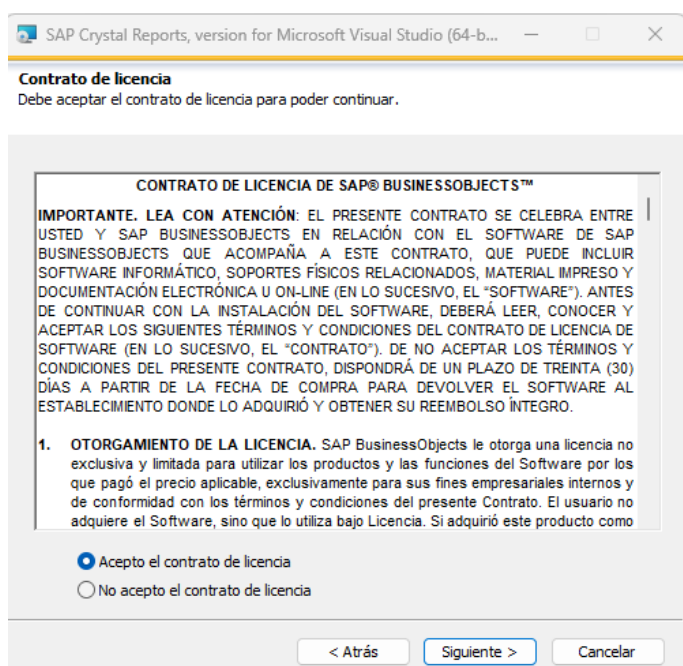 SAP Crystal Reports, version for Microsoft Visual Studio (64-b...
Contrato de licencia
Debe aceptar el contrato de licencia para poder continuar.
CONTRATO DE LICENCIA DE SAP® BUSINESSOBJECTS™
IMPORTANTE. LEA CON ATENCIÓN: EL PRESENTE CONTRATO SE CELEBRA ENTRE
USTED Y SAP BUSINESSOBJECTS EN RELACIÓN CON EL SOFTWARE DE SAP
BUSINESSOBJECTS QUE ACOMPAÑA A ESTE CONTRATO, QUE PUEDE INCLUIR
SOFTWARE INFORMÁTICO, SOPORTES FÍSICOS RELACIONADOS, MATERIAL IMPRESO Y
DOCUMENTACIÓN ELECTRÓNICA U ON-LINE (EN LO SUCESIVO, EL “SOFTWARE”). ANTES
DE CONTINUAR CON LA INSTALACIÓN DEL SOFTWARE, DEBERÁ LEER, CONOCER Y
ACEPTAR LOS SIGUIENTES TÉRMINOS Y CONDICIONES DEL CONTRATO DE LICENCIA DE
SOFTWARE (EN LO SUCESIVO, EL “CONTRATO”). DE NO ACEPTAR LOS TÉRMINOS Y
CONDICIONES DEL PRESENTE CONTRATO, DISPONDRÁ DE UN PLAZO DE TREINTA (30)
DÍAS A PARTIR DE LA FECHA DE COMPRA PARA DEVOLVER EL SOFTWARE AL
ESTABLECIMIENTO DONDE LO ADQUIRIÓ Y OBTENER SU REEMBOLSO ÍNTEGRO.
1. OTORGAMIENTO DE LA LICENCIA. SAP BusinessObjects le otorga una licencia no
exclusiva y limitada para utilizar los productos y las funciones del Software por los
que pagó el precio aplicable, exclusivamente para sus fines empresariales internos y
de conformidad con los términos y condiciones del presente Contrato. El usuario no
adquiere el Software, sino que lo utiliza bajo Licencia. Si adquirió este producto como
Acepto el contrato de licencia
No acepto el contrato de licencia
< Atrás
Siguiente >
Cancelar